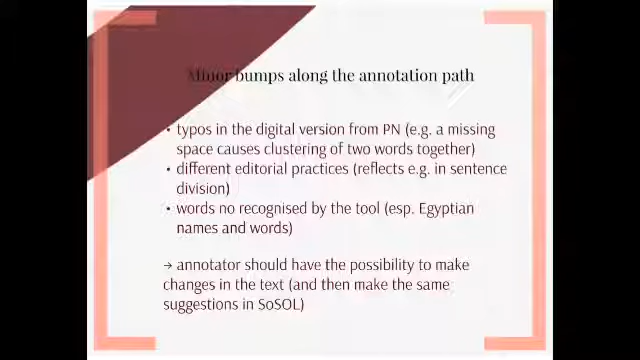 Minor bumps along the annotation path
• typos in the digital version from PN (e.g. a missing
space causes clustering of two words together)
• different editorial practices (reflects e.g. in sentence
division)
• words no recognised by the tool (esp. Egyptian
names and words)
→ annotator should have the possibility to make
changes in the text (and then make the same
suggestions in SoSOL)